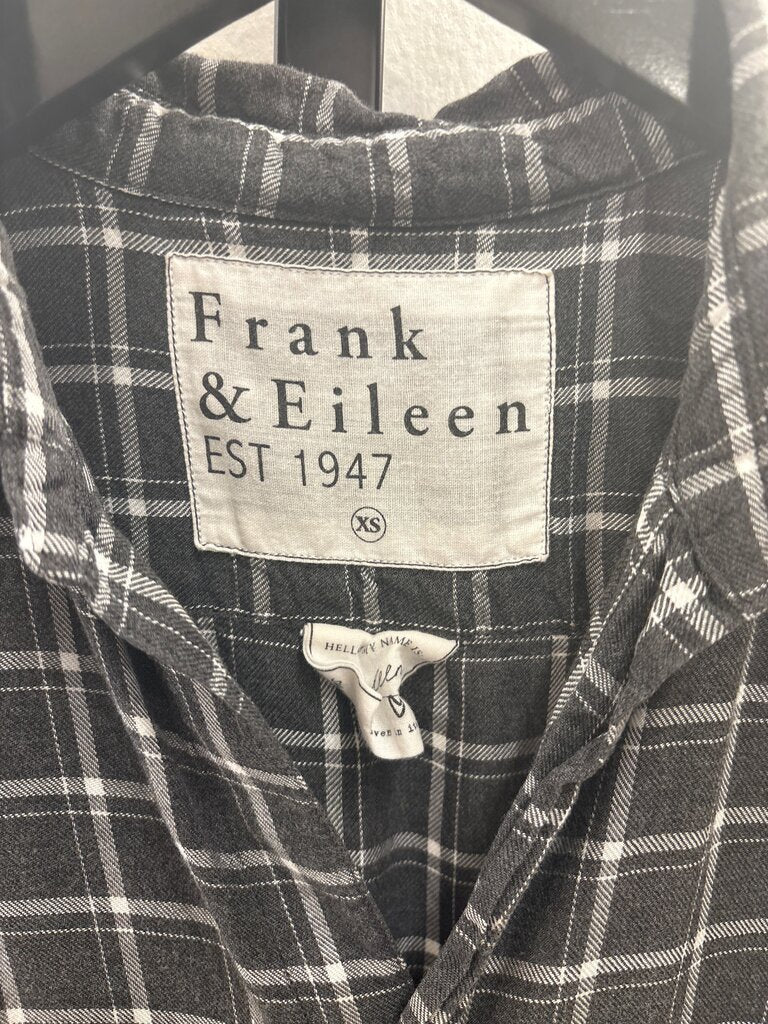 Frank
& Eileen
EST 1947
XS
HELLO MY NAME IS